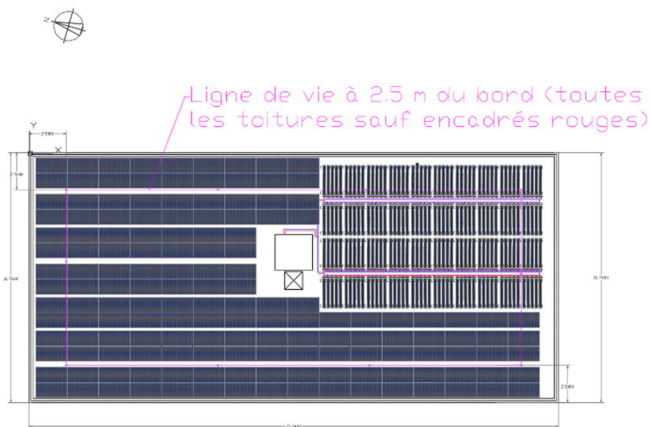 N
Ligne de vie à 2.5 m du bord (toutes
les toitures sauf encadrés rouges)
Y
X